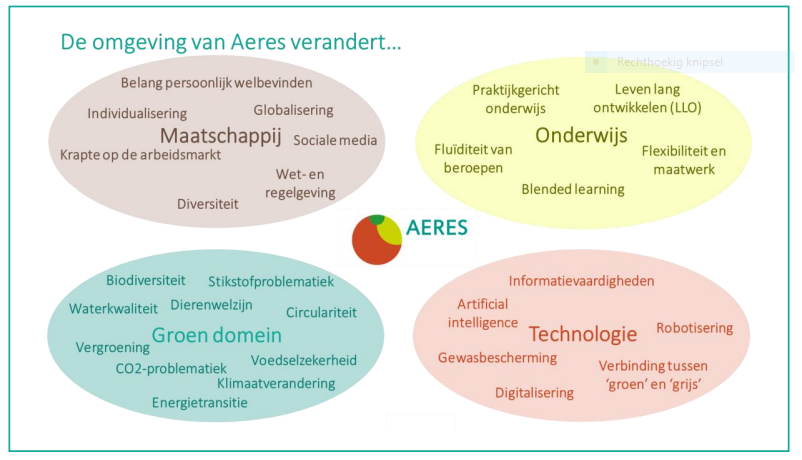 De omgeving van Aeres verandert...
Rechthoekig knipsel
Belang persoonlijk welbevinden
Individualisering
Globalisering
Maatschappij
Sociale media
Krapte op de arbeidsmarkt
Wet- en
regelgeving
Diversiteit
Praktijkgericht
onderwijs
Leven lang
ontwikkelen (LLO)
Onderwijs
Fluïditeit van
beroepen
Flexibiliteit en
maatwerk
Blended learning
AERES
Biodiversiteit
Stikstofproblematiek
Waterkwaliteit
Dierenwelzijn
Circulariteit
Groen domein
Vergroening
Voedselzekerheid
CO2-problematiek
Klimaatverandering
Energietransitie
Informatievaardigheden
Artificial
intelligence
Technologie
Robotisering
Gewasbescherming
Verbinding tussen
‘groen’ en ‘grijs’
Digitalisering